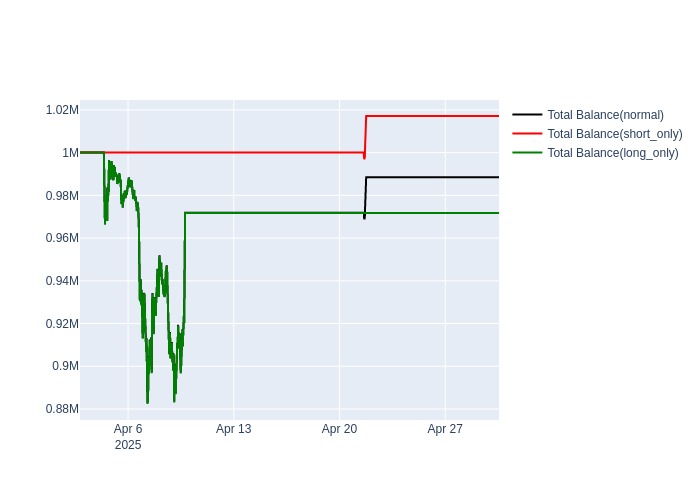 1.02M
1M
0.98M
0.96M
0.94M
0.92M
0.9M
0.88M
Apr 6
2025
Apr 13
Apr 20
Apr 27
Total Balance(normal)
Total Balance(short_only)
Total Balance(long_only)